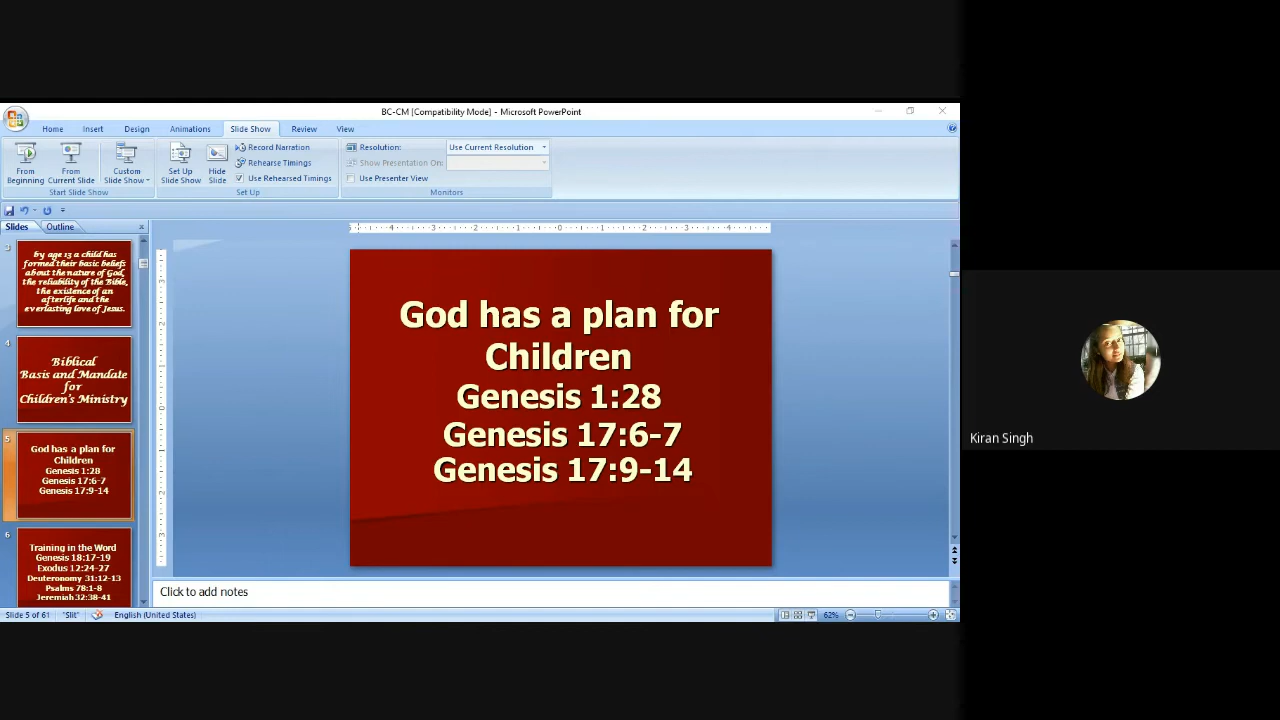 BC-CM [Compatibility Mode] - Microsoft PowerPoint
Home Insert Design Animations Slide Show Review View
From Beginning
From Current Slide
Custom Slide Show
Start Slide Show
Set Up Slide Show
Hide Slide
Record Narration
Rehearse Timings
Use Rehearsed Timings
Set Up
Resolution: Use Current Resolution
Show Presentation On:
Use Presenter View
Monitors
Slides Outline
3
By age 13 a child has
formed their basic beliefs
about the nature of God,
the reliability of the Bible,
the existence of an
afterlife and the
everlasting love of Jesus.
4
Biblical
Basis and Mandate
for
Children's Ministry
5
God has a plan for
Children
Genesis 1:28
Genesis 17:6-7
Genesis 17:9-14
6
Training in the Word
Genesis 18:17-19
Exodus 12:24-27
Deuteronomy 31:12-13
Psalms 78:1-8
Jeremiah 32:38-41
God has a plan for
Children
Genesis 1:28
Genesis 17:6-7
Genesis 17:9-14
Click to add notes
Slide 5 of 61 "Slit" English (United States) 62%
Kiran Singh